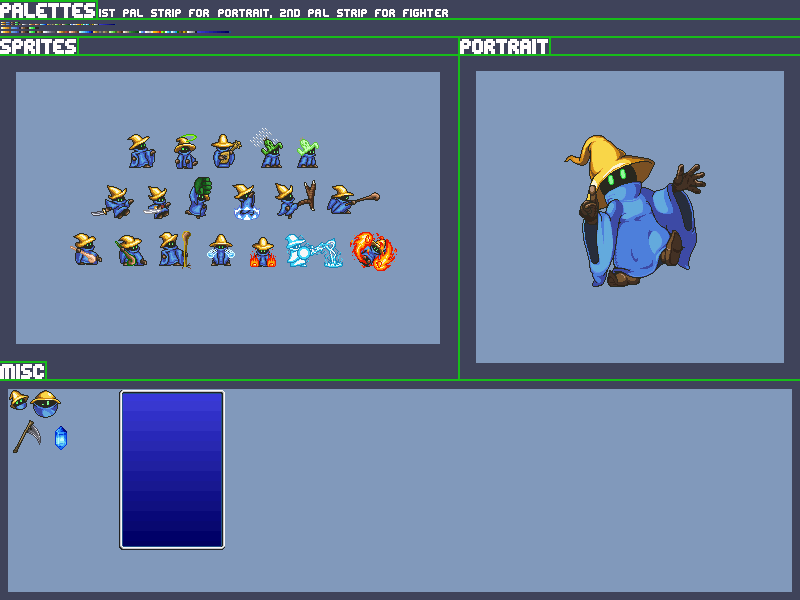 PALETTES 1ST PAL STRIP FOR PORTRAIT, 2ND PAL STRIP FOR FIGHTER
SPRITES
PORTRAIT
MISC